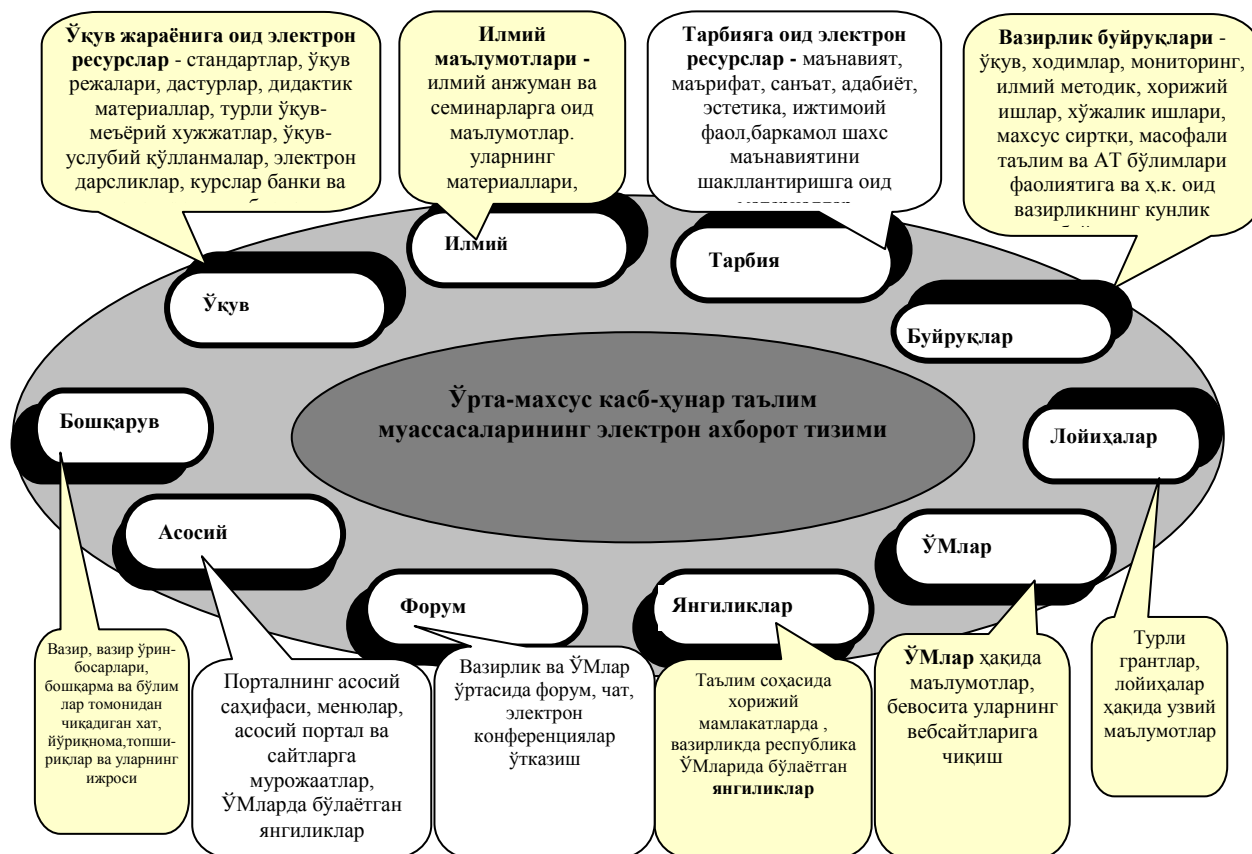 Ўқув жараёнига оид электрон
ресурслар - стандартлар, ўқув
режалари, дастурлар, дидактик
материаллар, турли ўқув-
меъёрий хужжатлар, ўқув-
услубий қўлланмалар, электрон
дарсликлар, курслар банки ва
Илмий
маълумотлари -
илмий анжуман ва
семинарларга оид
маълумотлар.
уларнинг
материаллари,
Тарбияга оид электрон
ресурслар - маънавият,
маърифат, санъат, адабиёт,
эстетика, ижтимоий
фаол,баркамол шахс
маънавиятини
шакллантиришга оид
Вазирлик буйруқлари -
ўқув, ходимлар, мониторинг,
илмий методик, хорижий
ишлар, хўжалик ишлари,
махсус сиртқи, масофали
таълим ва АТ бўлимлари
фаолиятига ва ҳ.к. оид
вазирликнинг кунлик
Ўқув
Илмий
Тарбия
Буйруқлар
Бошқарув
Ўрта-махсус касб-ҳунар таълим
муассасаларининг электрон ахборот тизими
Лойиҳалар
Асосий
Форум
Янгиликлар
ЎМлар
Вазир, вазир ўрин-
босарлари,
бошқарма ва бўлим
лар томонидан
чиқадиган хат,
йўриқнома,топши-
риқлар ва уларнинг
ижроси
Порталнинг асосий
саҳифаси, менюлар,
асосий портал ва
сайтларга
мурожаатлар,
ЎМларда бўлаётган
янгиликлар
Вазирлик ва ЎМлар
ўртасида форум, чат,
электрон
конференциялар
ўтказиш
Таълим соҳасида
хорижий
мамлакатларда ,
вазирликда республика
ЎМларида бўлаётган
янгиликлар
ЎМлар ҳақида
маълумотлар,
бевосита уларнинг
вебсайтларига
чиқиш
Турли
грантлар,
лойиҳалар
ҳақида узвий
маълумотлар